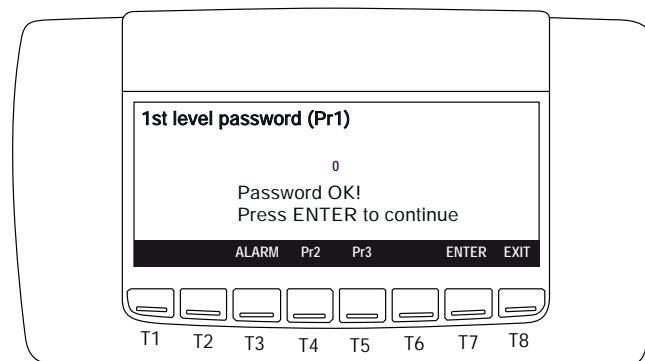 1st level password (Pr1)
0
Password OK!
Press ENTER to continue
ALARM Pr2 Pr3 ENTER EXIT
T1 T2 T3 T4 T5 T6 T7 T8